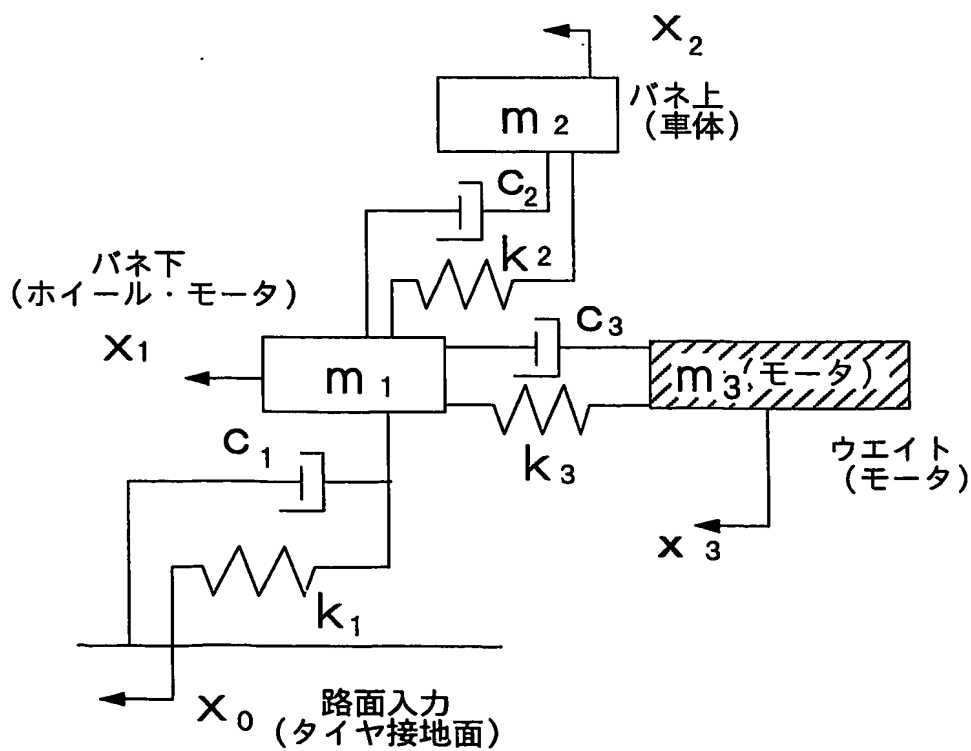 X2
m2
バネ上
(車体)
C2
k2
バネ下
(ホイール・モータ)
X1
m1
C3
m3(モータ)
k3
ウエイト
(モータ)
x3
C1
k1
X0
路面入力
(タイヤ接地面)